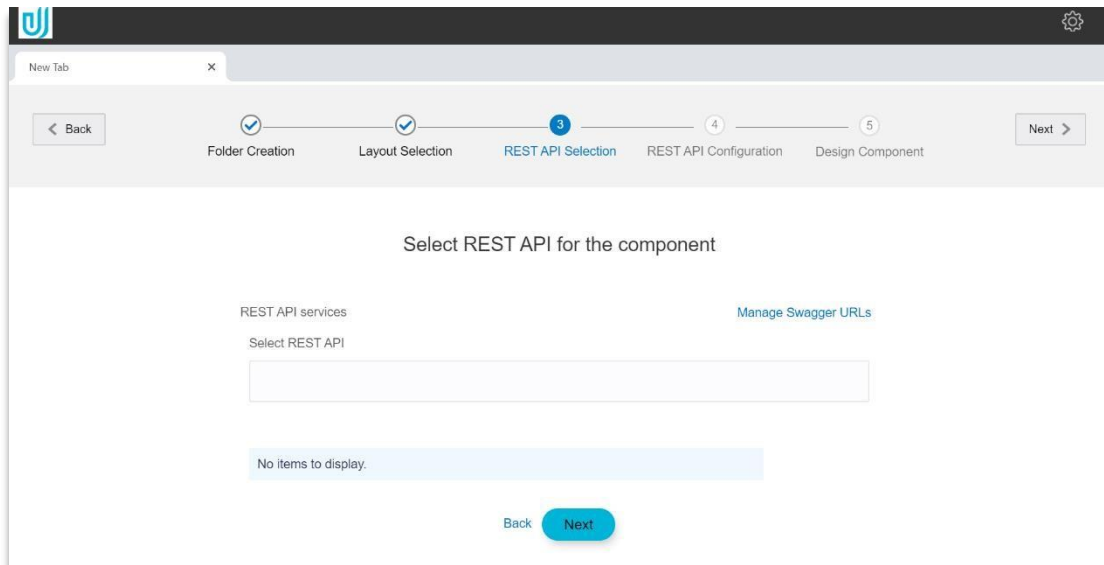 New Tab ×
Back
3
4
5
Next
Folder Creation
Layout Selection
REST API Selection
REST API Configuration
Design Component
Select REST API for the component
REST API services
Manage Swagger URLs
Select REST API
No items to display.
Back
Next